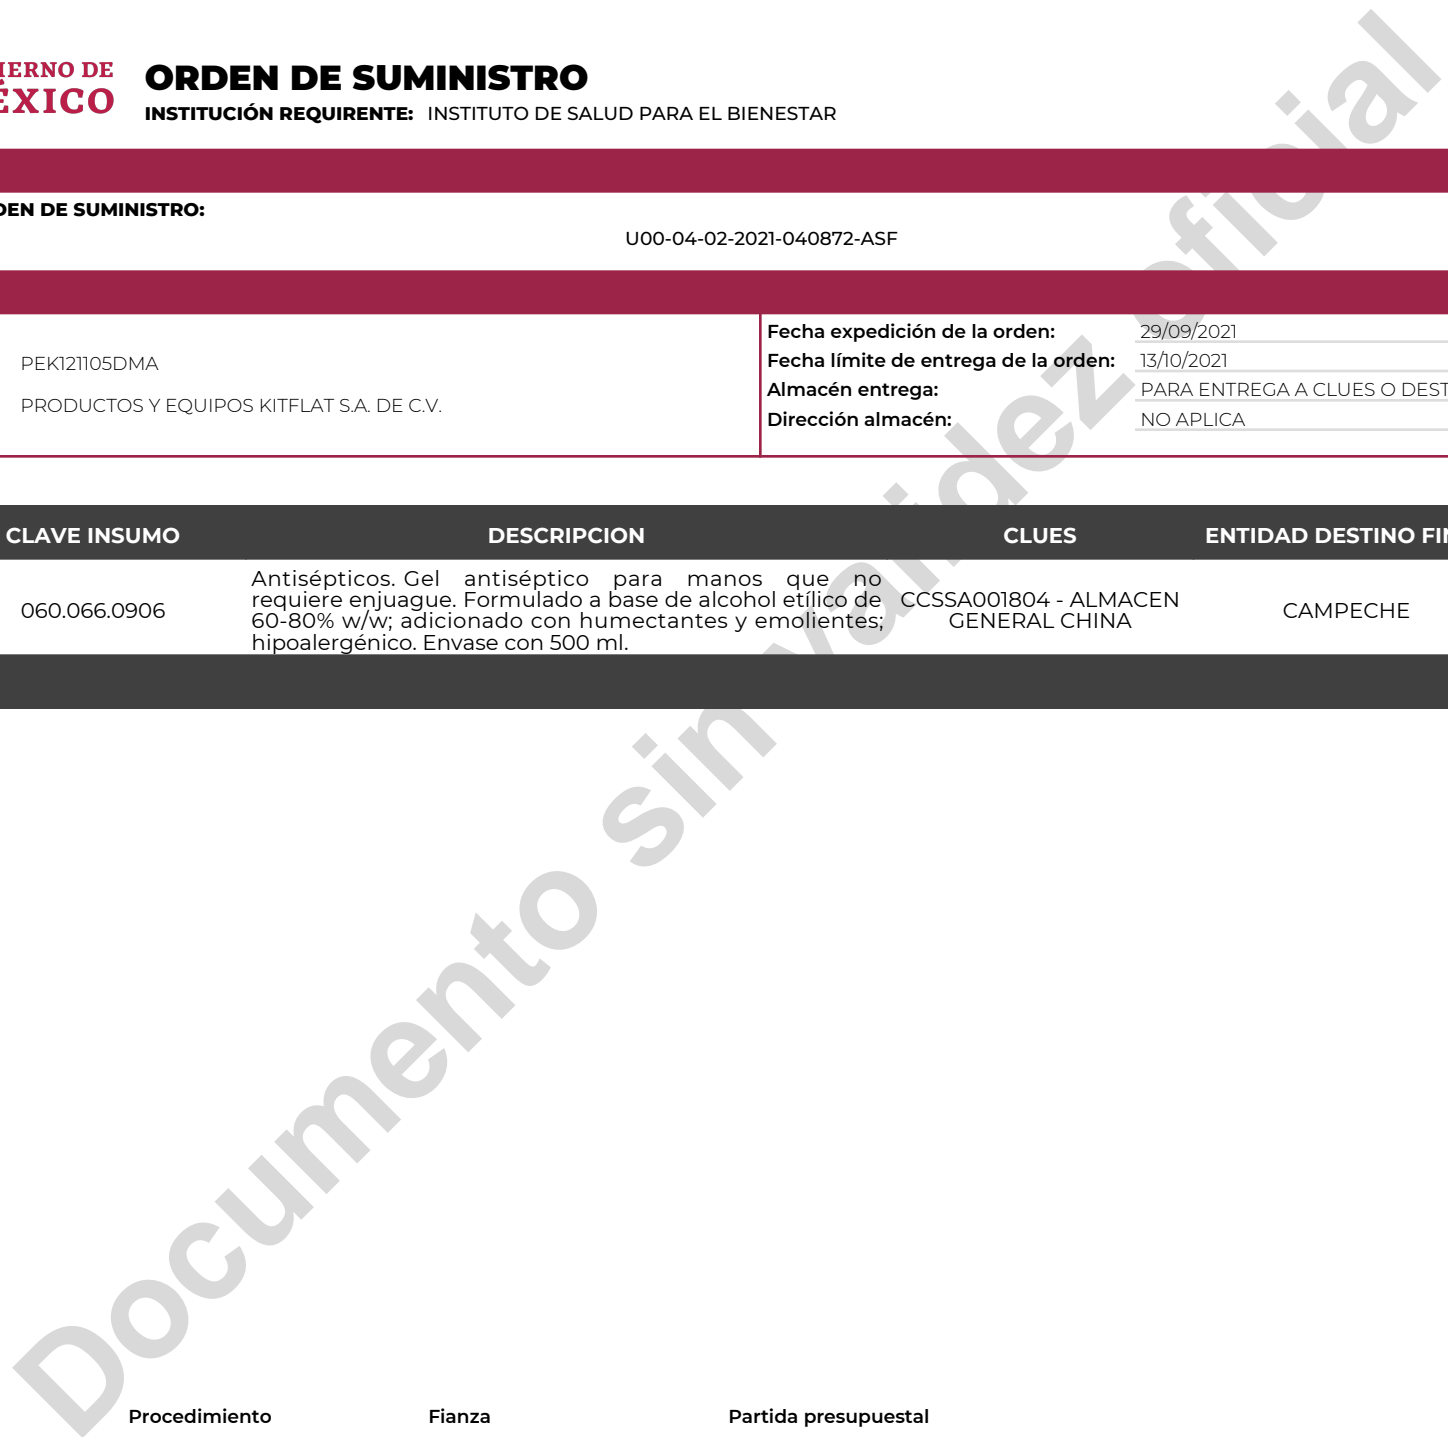 IERNO DE
ÉXICO
ORDEN DE SUMINISTRO
INSTITUCIÓN REQUIRENTE: INSTITUTO DE SALUD PARA EL BIENESTAR
DEN DE SUMINISTRO:
U00-04-02-2021-040872-ASF
PEK121105DMA
PRODUCTOS Y EQUIPOS KITFLAT S.A. DE C.V.
Fecha expedición de la orden: 29/09/2021
Fecha límite de entrega de la orden: 13/10/2021
Almacén entrega: PARA ENTREGA A CLUES O DEST
Dirección almacén: NO APLICA
CLAVE INSUMO DESCRIPCION CLUES ENTIDAD DESTINO FIN
060.066.0906
Antisépticos. Gel antiséptico para manos que no
requiere enjuague. Formulado a base de alcohol etílico de
60-80% w/w; adicionado con humectantes y emolientes;
hipoalergénico. Envase con 500 ml.
CCSSA001804 - ALMACEN
GENERAL CHINA
CAMPECHE
Documento sin validez oficial
Procedimiento Fianza Partida presupuestal